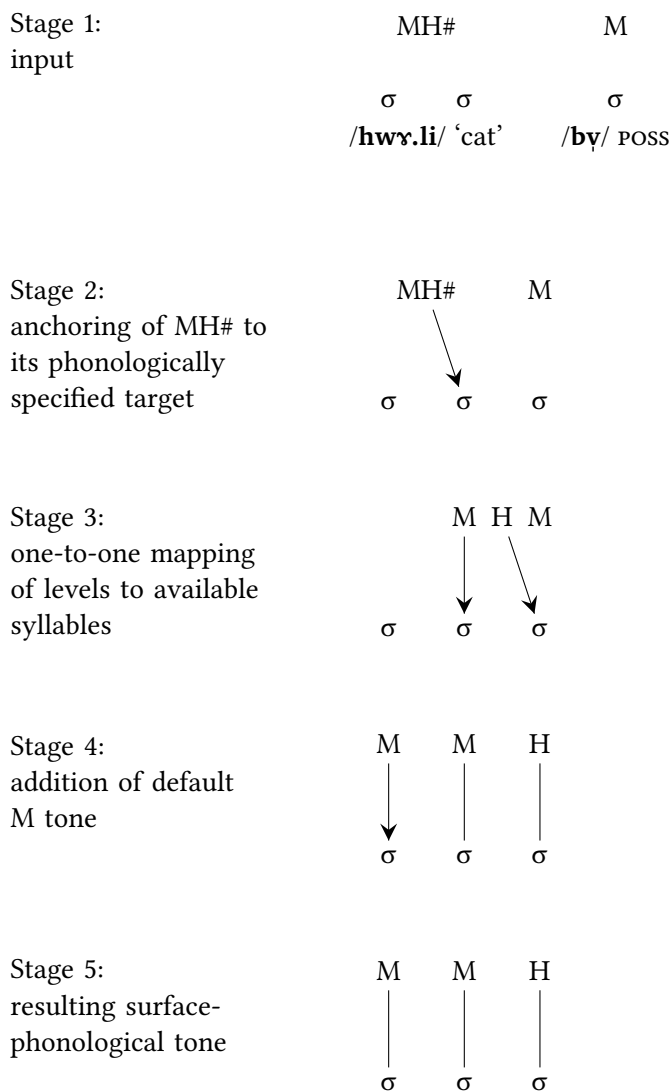 Stage 1: MH# M
input
σ σ σ
/hwɤ.li/ ‘cat’ /bv̩/ POSS
Stage 2: MH# M
anchoring of MH# to
its phonologically
specified target σ σ σ
Stage 3: M H M
one-to-one mapping
of levels to available
syllables σ σ σ
Stage 4: M M H
addition of default
M tone
σ σ σ
Stage 5: M M H
resulting surface-
phonological tone
σ σ σ